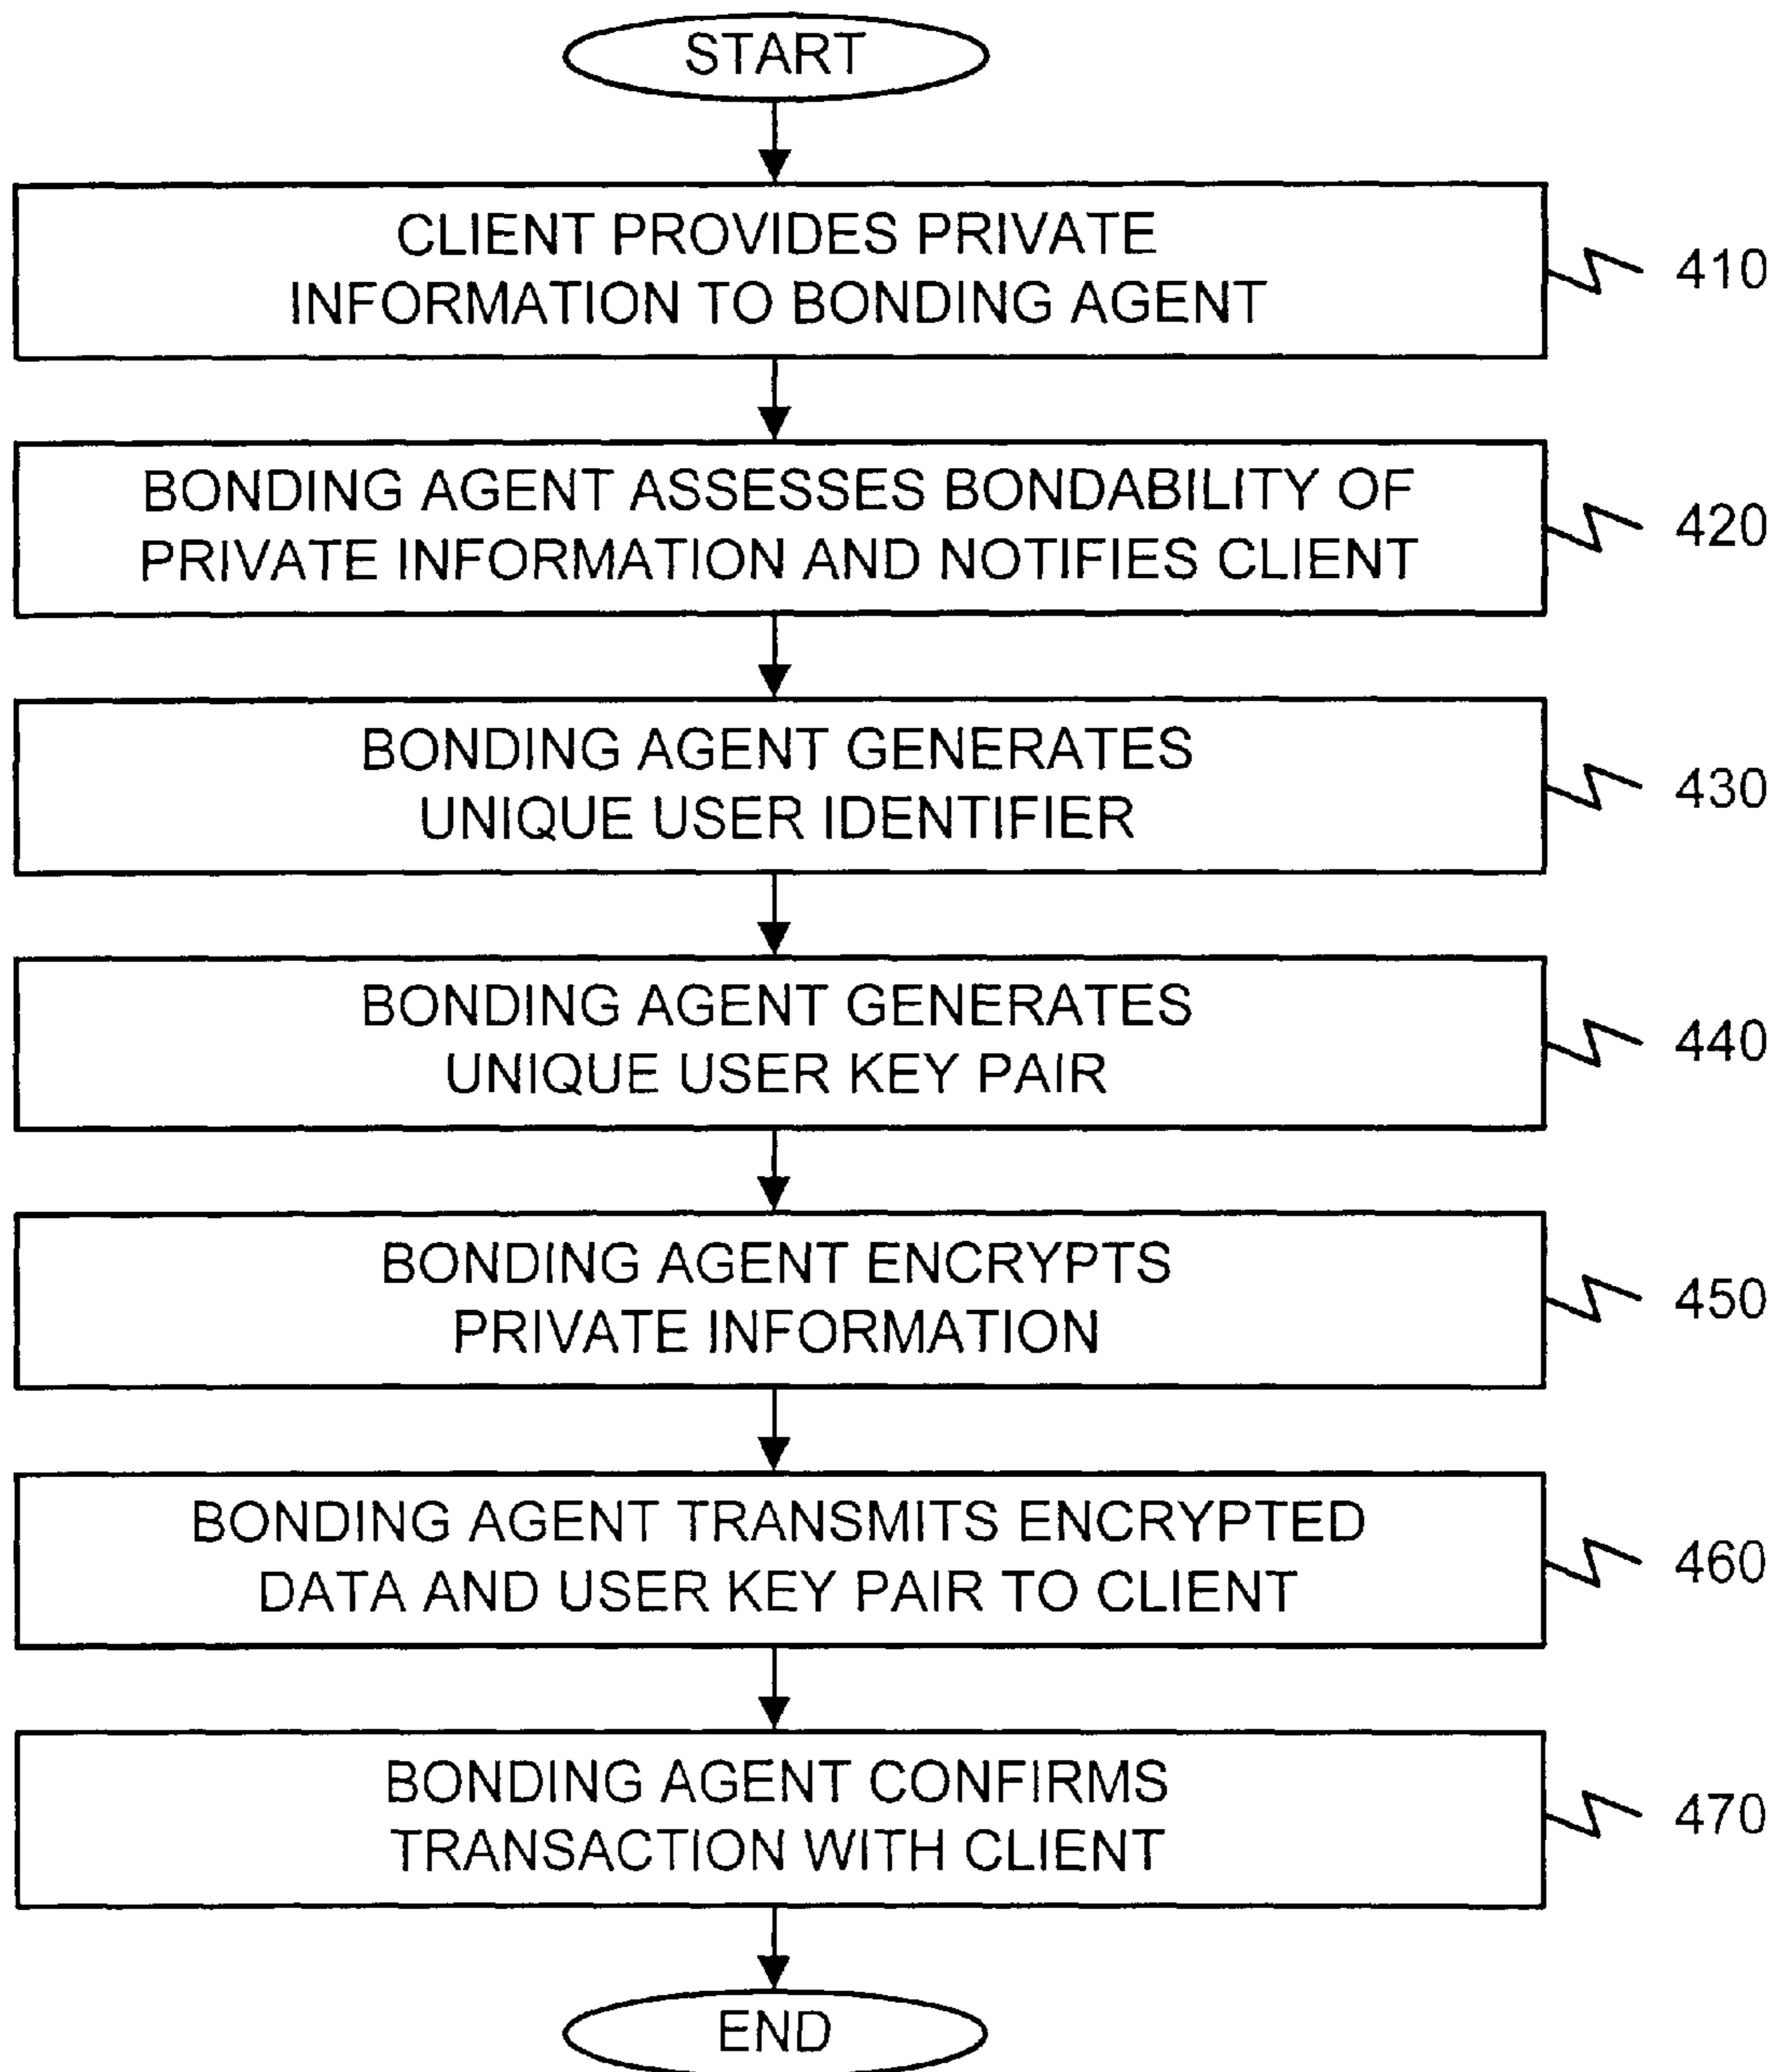 START
CLIENT PROVIDES PRIVATE
INFORMATION TO BONDING AGENT
410
BONDING AGENT ASSESSES BONDABILITY OF
PRIVATE INFORMATION AND NOTIFIES CLIENT
420
BONDING AGENT GENERATES
UNIQUE USER IDENTIFIER
430
BONDING AGENT GENERATES
UNIQUE USER KEY PAIR
440
BONDING AGENT ENCRYPTS
PRIVATE INFORMATION
450
BONDING AGENT TRANSMITS ENCRYPTED
DATA AND USER KEY PAIR TO CLIENT
460
BONDING AGENT CONFIRMS
TRANSACTION WITH CLIENT
470
END